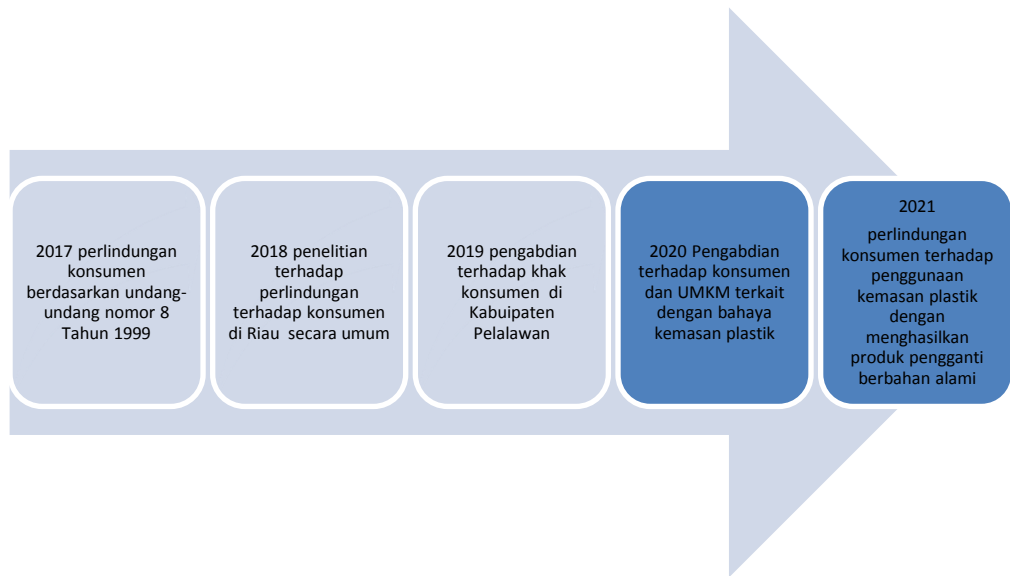 2017 perlindungan
konsumen
berdasarkan undang-
undang nomor 8
Tahun 1999
2018 penelitian
terhadap
perlindungan
terhadap konsumen
di Riau secara umum
2019 pengabdian
terhadap khak
konsumen di
Kabuipaten
Pelalawan
2020 Pengabdian
terhadap konsumen
dan UMKM terkait
dengan bahaya
kemasan plastik
2021
perlindungan
konsumen terhadap
penggunaan
kemasan plastik
dengan
menghasilkan
produk pengganti
berbahan alami